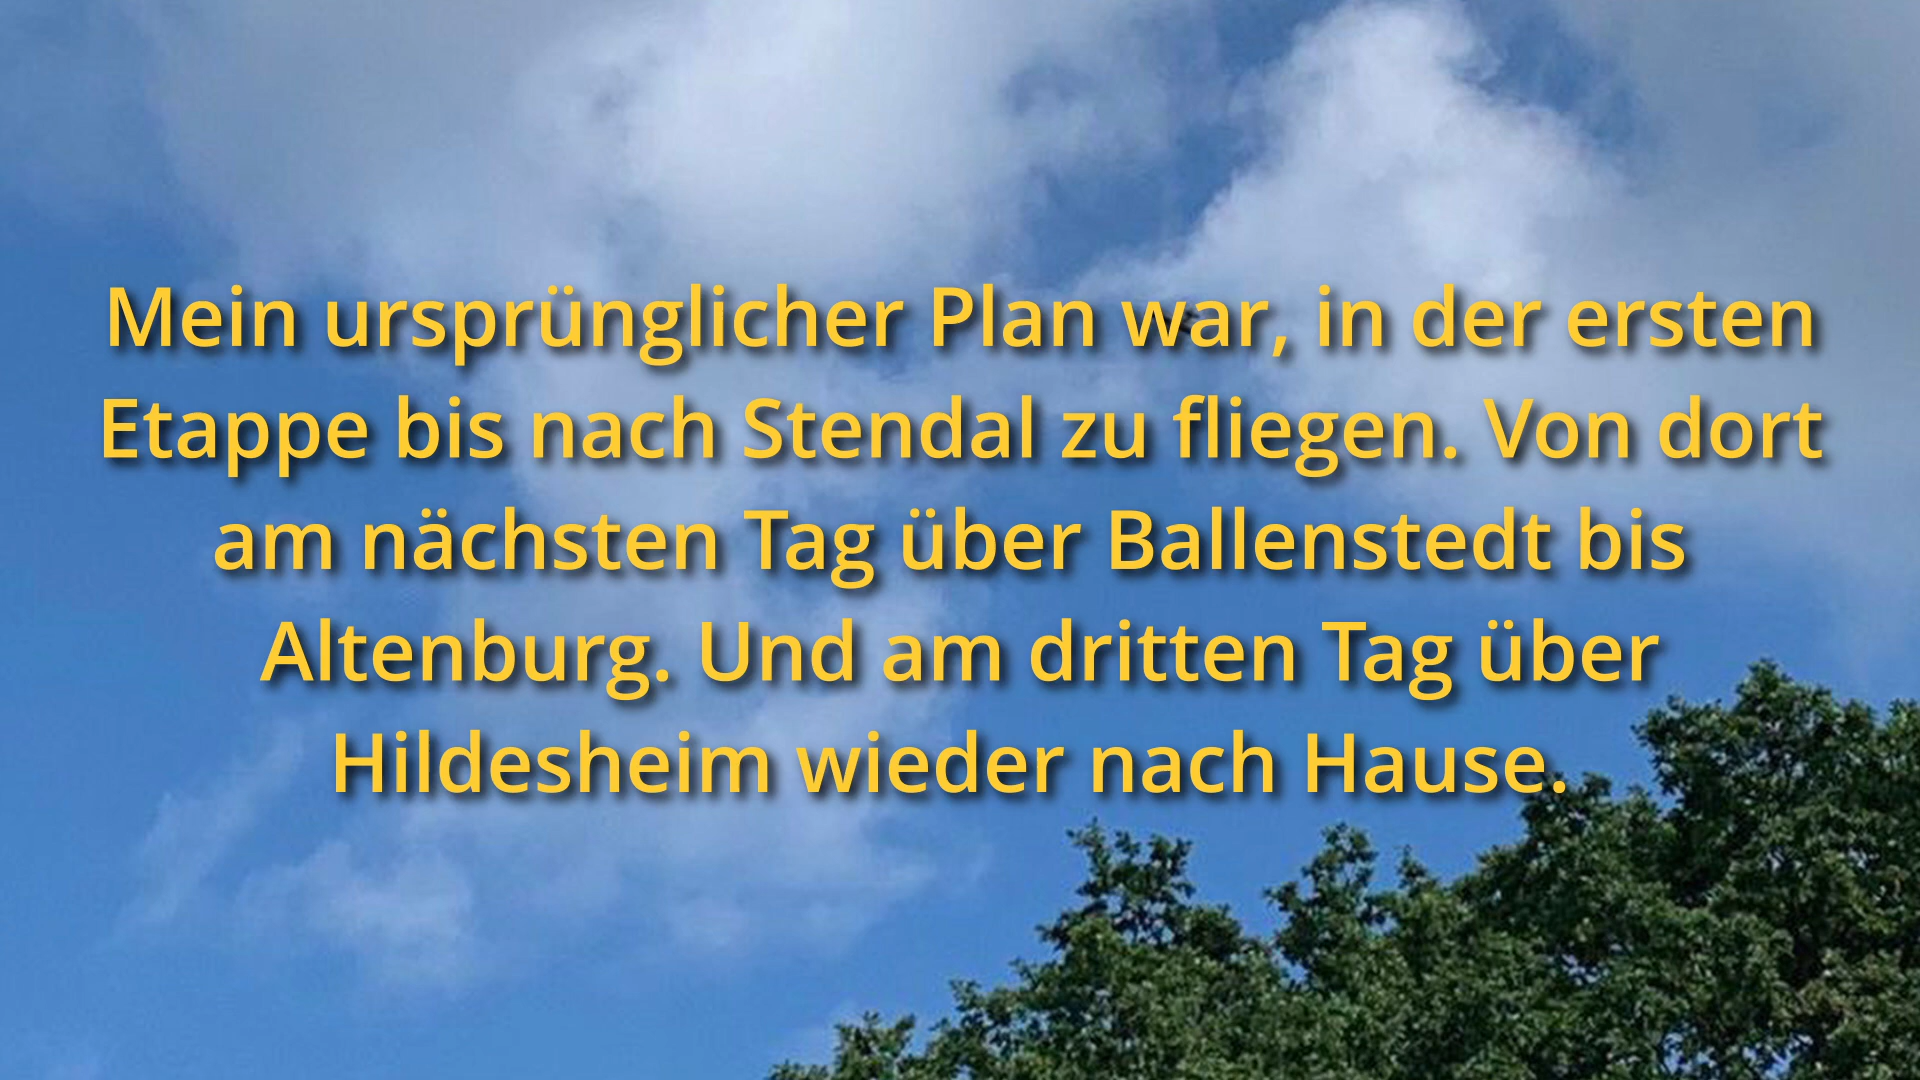 Mein ursprünglicher Plan war, in der ersten
Etappe bis nach Stendal zu fliegen. Von dort
am nächsten Tag über Ballenstedt bis
Altenburg. Und am dritten Tag über
Hildesheim wieder nach Hause.